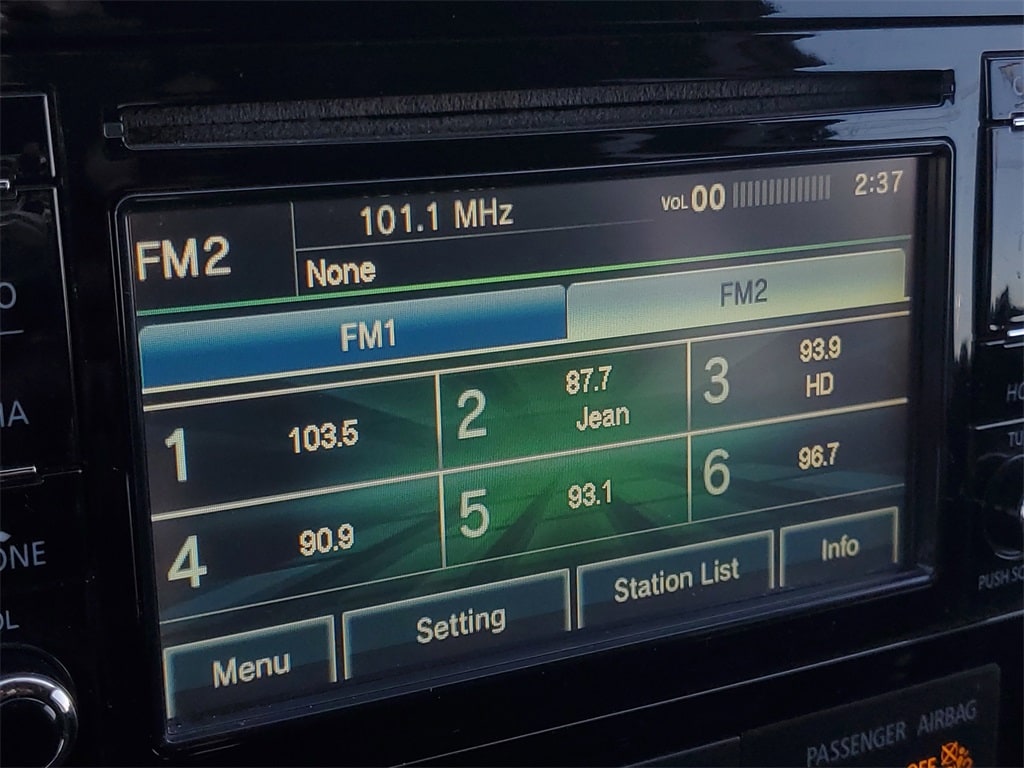 101.1 MHz
VOL 00
2:37
FM2
None
FM1
FM2
1 103.5
2 87.7
Jean
3 93.9
HD
4 90.9
5 93.1
6 96.7
Menu
Setting
Station List
Info
PASSENGER AIRBAG